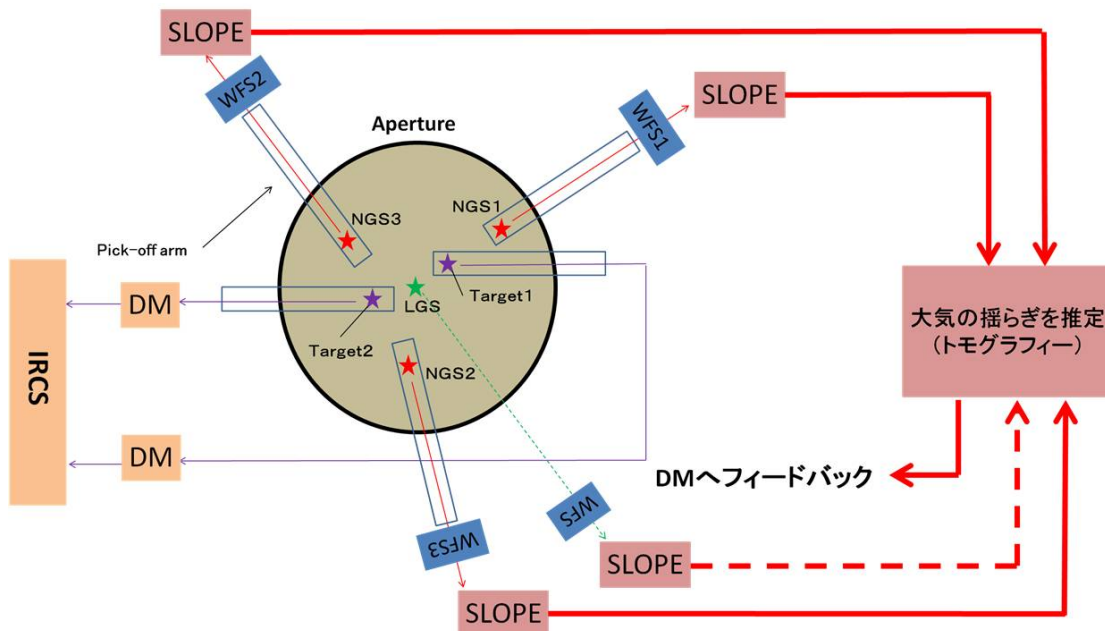 SLOPE
WFS2
SLOPE
WFS1
Aperture
NGS1
NGS3
Pick-off arm
Target1
DM
LGS
Target2
IRCS
NGS2
DM
大気の揺らぎを推定
(トモグラフィー)
DMへフィードバック
WFS
WFS3
SLOPE
SLOPE